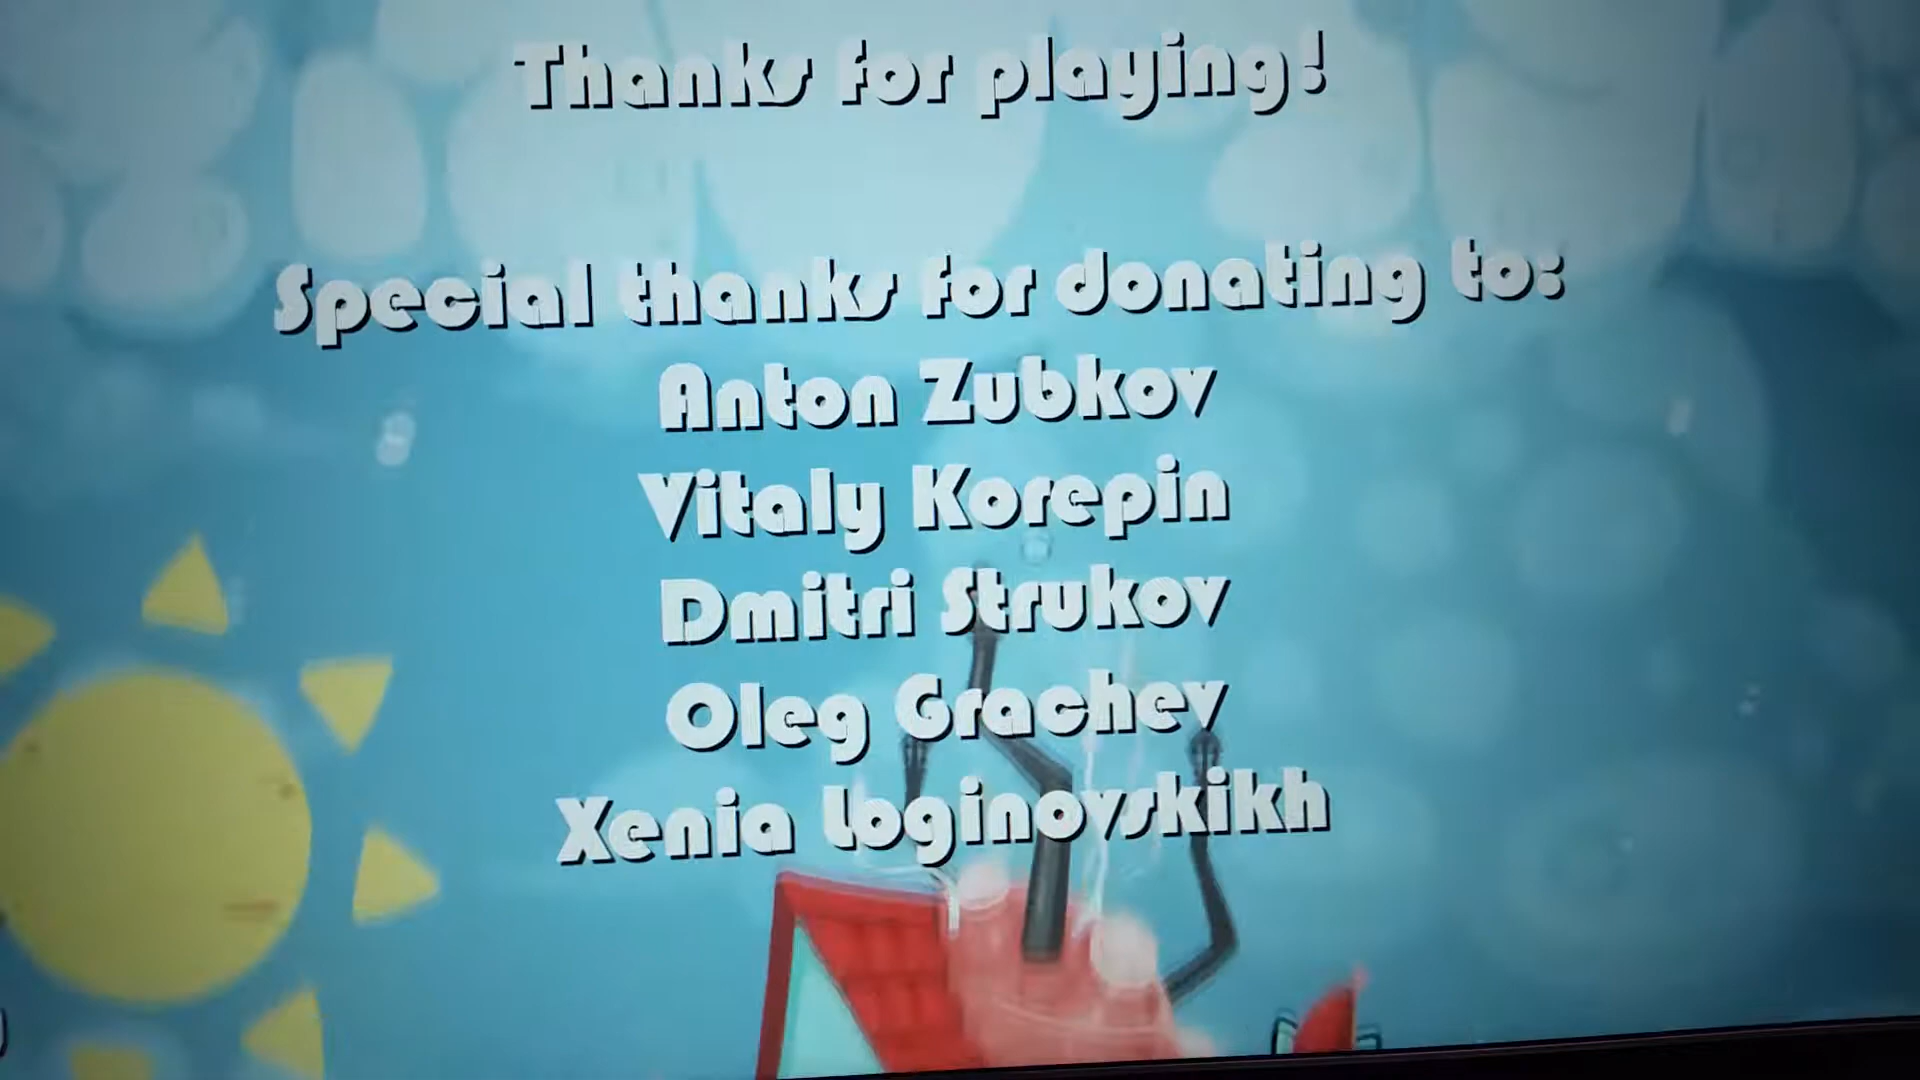 Thanks for playing!
Special thanks for donating to:
Anton Zubkov
Vitaly Korepin
Dmitri Strukov
Oleg Grachev
Xenia Loginovskikh